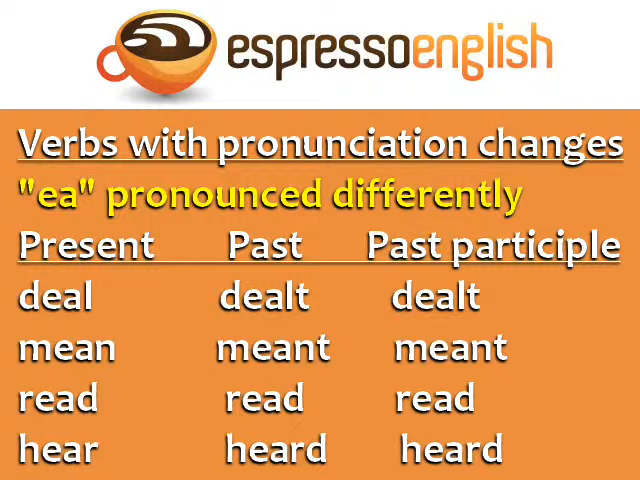 espressoenglish
Verbs with pronunciation changes
"ea" pronounced differently
Present Past Past participle
deal dealt dealt
mean meant meant
read read read
hear heard heard